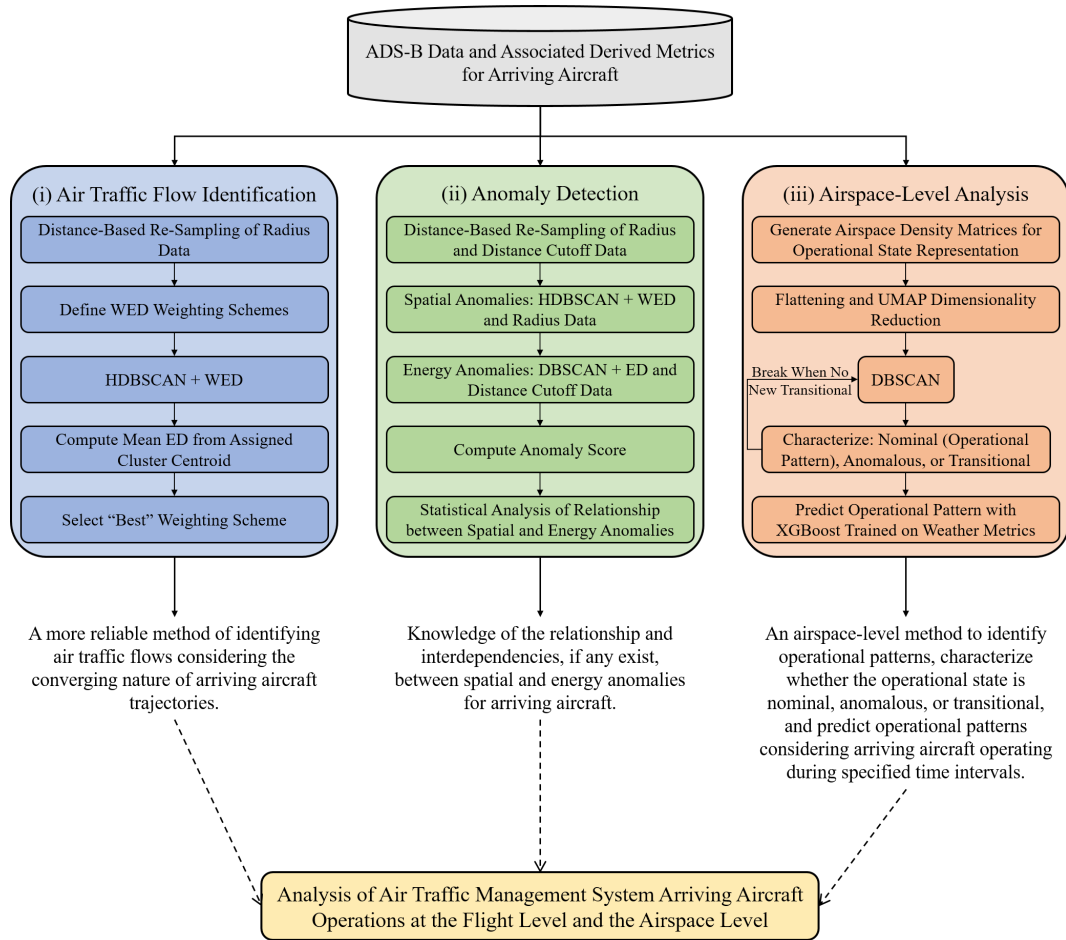 ADS-B Data and Associated Derived Metrics
for Arriving Aircraft
(i) Air Traffic Flow Identification
Distance-Based Re-Sampling of Radius
Data
Define WED Weighting Schemes
HDBSCAN + WED
Compute Mean ED from Assigned
Cluster Centroid
Select “Best” Weighting Scheme
(ii) Anomaly Detection
Distance-Based Re-Sampling of Radius
and Distance Cutoff Data
Spatial Anomalies: HDBSCAN + WED
and Radius Data
Energy Anomalies: DBSCAN + ED and
Distance Cutoff Data
Compute Anomaly Score
Statistical Analysis of Relationship
between Spatial and Energy Anomalies
(iii) Airspace-Level Analysis
Generate Airspace Density Matrices for
Operational State Representation
Flattening and UMAP Dimensionality
Reduction
Break When No
New Transitional
DBSCAN
Characterize: Nominal (Operational
Pattern), Anomalous, or Transitional
Predict Operational Pattern with
XGBoost Trained on Weather Metrics
A more reliable method of identifying
air traffic flows considering the
converging nature of arriving aircraft
trajectories.
Knowledge of the relationship and
interdependencies, if any exist,
between spatial and energy anomalies
for arriving aircraft.
An airspace-level method to identify
operational patterns, characterize
whether the operational state is
nominal, anomalous, or transitional,
and predict operational patterns
considering arriving aircraft operating
during specified time intervals.
Analysis of Air Traffic Management System Arriving Aircraft
Operations at the Flight Level and the Airspace Level